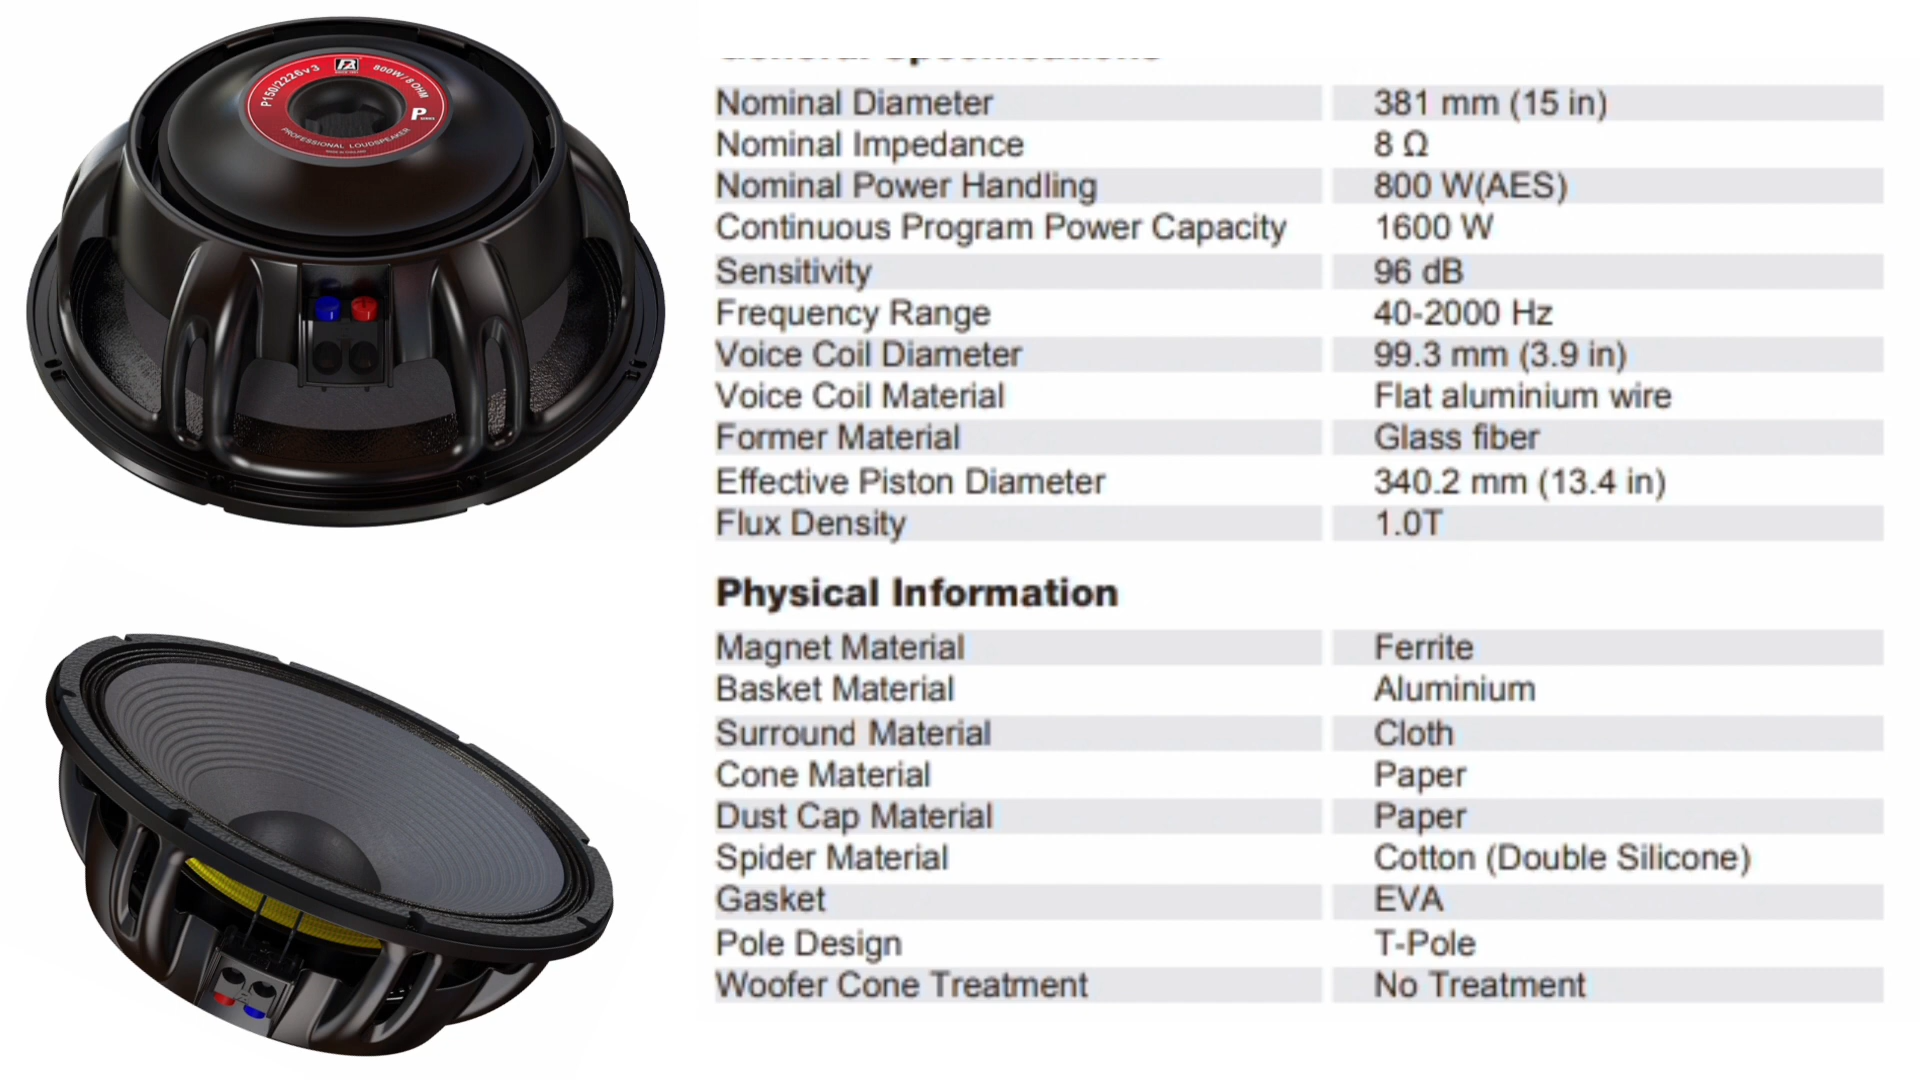 P150/2226v3
800W/8OHM
P
PROFESSIONAL LOUDSPEAKER
General Specifications
Nominal Diameter 381 mm (15 in)
Nominal Impedance 8 Ω
Nominal Power Handling 800 W(AES)
Continuous Program Power Capacity 1600 W
Sensitivity 96 dB
Frequency Range 40-2000 Hz
Voice Coil Diameter 99.3 mm (3.9 in)
Voice Coil Material Flat aluminium wire
Former Material Glass fiber
Effective Piston Diameter 340.2 mm (13.4 in)
Flux Density 1.0T
Physical Information
Magnet Material Ferrite
Basket Material Aluminium
Surround Material Cloth
Cone Material Paper
Dust Cap Material Paper
Spider Material Cotton (Double Silicone)
Gasket EVA
Pole Design T-Pole
Woofer Cone Treatment No Treatment